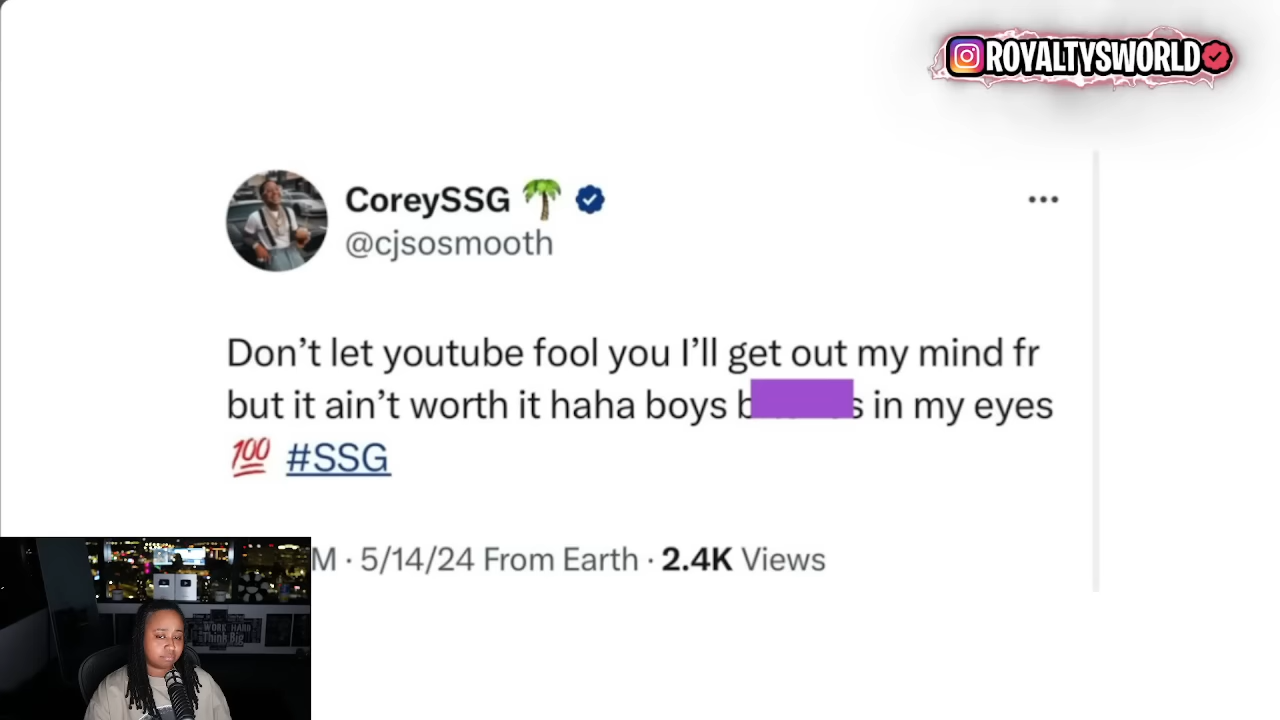 ROYALTYSWORLD
CoreySSG
@cjsosmooth
Don't let youtube fool you I'll get out my mind fr
but it ain't worth it haha boys b s in my eyes
💯 #SSG
M · 5/14/24 From Earth · 2.4K Views
WORK HARD
Think Big